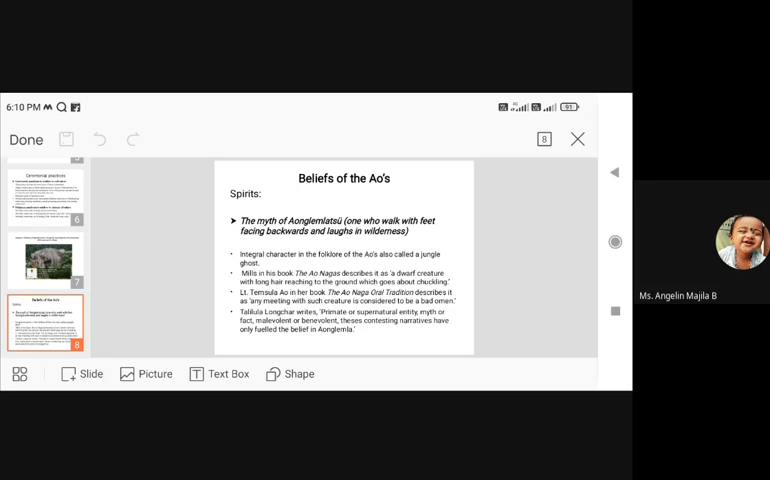 6:10 PM
91
Done
8
Ceremonial practices
6
7
Beliefs of the Ao's
Spirits:
8
Beliefs of the Ao's
Spirits:
➤ The myth of Aonglemlatsü (one who walk with feet
facing backwards and laughs in wilderness)
• Integral character in the folklore of the Ao's also called a jungle
ghost.
• Mills in his book The Ao Nagas describes it as 'a dwarf creature
with long hair reaching to the ground which goes about chuckling.'
• Lt. Temsula Ao in her book The Ao Naga Oral Tradition describes it
as 'any meeting with such creature is considered to be a bad omen.'
• Talilula Longchar writes, 'Primate or supernatural entity, myth or
fact, malevolent or benevolent, theses contesting narratives have
only fuelled the belief in Aonglemla.'
Slide
Picture
Text Box
Shape
Ms. Angelin Majila B